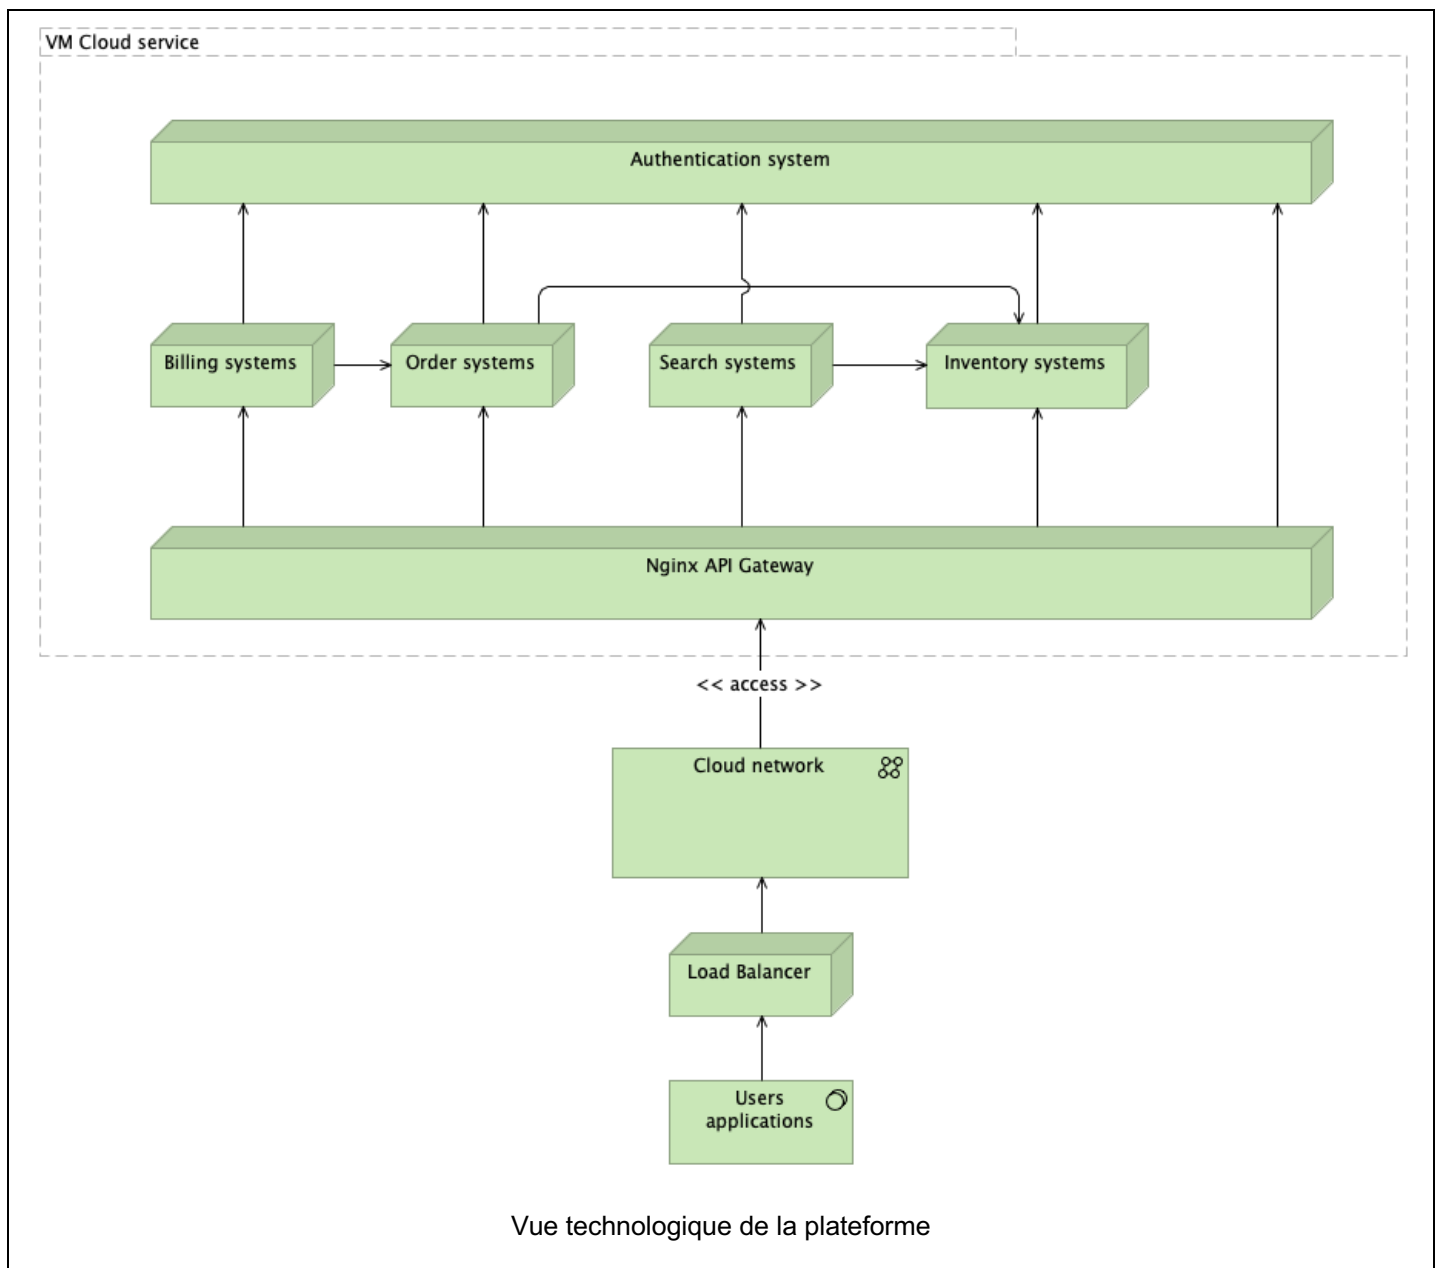 VM Cloud service
Authentication system
Billing systems
Order systems
Search systems
Inventory systems
Nginx API Gateway
<< access >>
Cloud network
Load Balancer
Users
applications
Vue technologique de la plateforme